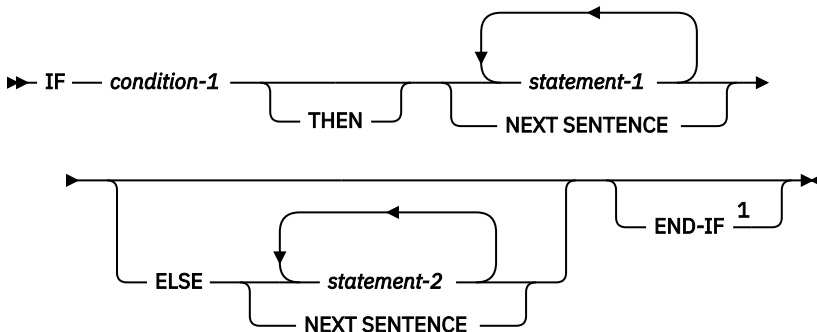 IF condition-1 statement-1
THEN NEXT SENTENCE
END-IF 1
ELSE statement-2
NEXT SENTENCE